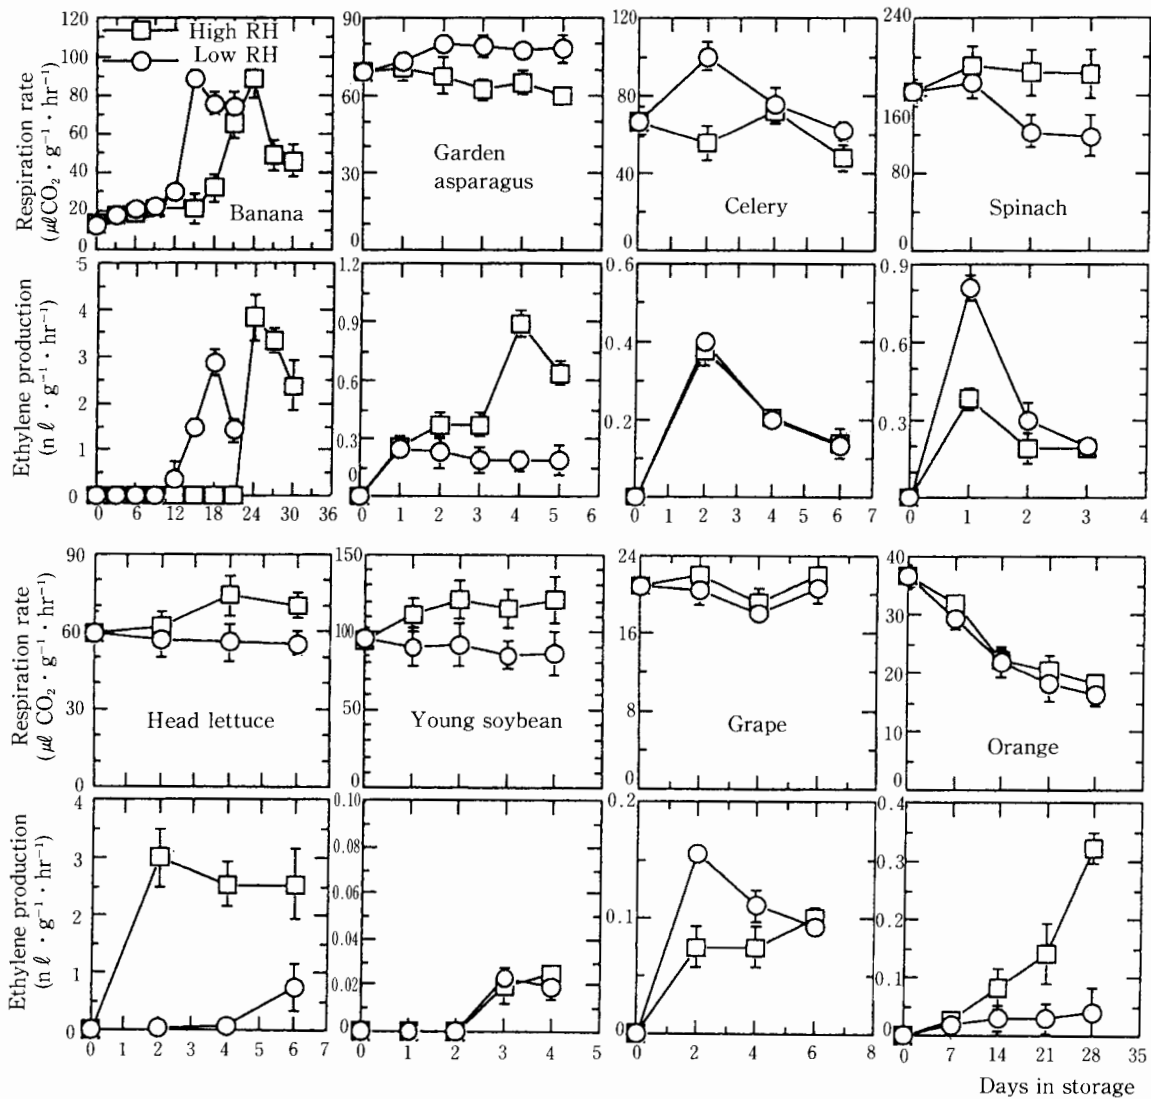 High RH
Low RH
Respiration rate
(μℓCO₂・g⁻¹・hr⁻¹)
120
100
80
60
40
20
0
Banana
90
60
30
0
Garden
asparagus
120
80
40
0
Celery
240
160
80
0
Spinach
Ethylene production
(nℓ・g⁻¹・hr⁻¹)
5
4
3
2
1
0
0 6 12 18 24 30 36
1.2
0.9
0.6
0.3
0
0 1 2 3 4 5 6
0.6
0.4
0.2
0
0 1 2 3 4 5 6 7
0.9
0.6
0.3
0
0 1 2 3 4
Respiration rate
(μℓ CO₂・g⁻¹・hr⁻¹)
90
60
30
0
Head lettuce
150
100
50
0
Young soybean
24
16
8
0
Grape
40
30
20
10
0
Orange
Ethylene production
(nℓ・g⁻¹・hr⁻¹)
4
3
2
1
0
0 1 2 3 4 5 6 7
0.10
0.08
0.06
0.04
0.02
0
0 1 2 3 4 5
0.2
0.1
0
0 2 4 6 8
0.4
0.3
0.2
0.1
0
0 7 14 21 28 35
Days in storage